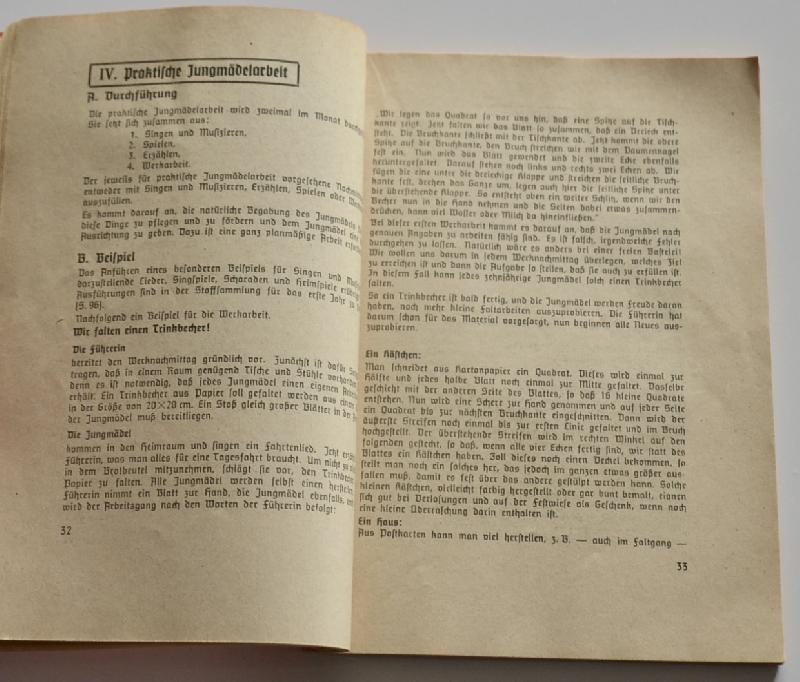 IV. Praktische Jungmädelarbeit
A. Durchführung
Die praktische Jungmädelarbeit wird zweimal im Monat
Sie setzt sich zusammen aus:
1. Singen und Musizieren,
2. Spielen,
3. Erzählen,
4. Werkarbeit.
Der jeweils für praktische Jungmädelarbeit vorgesehene
entweder mit Singen und Musizieren, Erzählen, Spielen oder
auszufüllen.
Es kommt darauf an, die natürliche Begabung des Jungmädels
diese Dinge zu pflegen und zu fördern und dem Jungmädel eine
Ausrichtung zu geben. Dazu ist eine ganz planmäßige Arbeit
B. Beispiel
Das Anführen eines besonderen Beispiels für Singen und
darzustellende Lieder, Singspiele, Scharaden und Heimspiele
Ausführungen sind in der Stoffsammlung für das erste Jahr zu
(S. 96).
Nachfolgend ein Beispiel für die Werkarbeit.
Wir falten einen Trinkbecher!
Die Führerin
bereitet den Werknachmittag gründlich vor. Zunächst ist dafür
tragen, daß in einem Raum genügend Tische und Stühle vorhanden
denn es ist notwendig, daß jedes Jungmädel einen eigenen
erhält. Ein Trinkbecher aus Papier soll gefaltet werden aus einem
in der Größe von 20×20 cm. Ein Stoß gleich großer Blätter in der
der Jungmädel muß bereitliegen.
Die Jungmädel
kommen in den Heimraum und singen ein Fahrtenlied. Jetzt
Führerin, was man alles für eine Tagesfahrt braucht. Um nicht zu
in dem Brotbeutel mitzunehmen, schlägt sie vor, den Trinkbecher
Papier zu falten. Alle Jungmädel werden selbst einen herstellen
Führerin nimmt ein Blatt zur Hand, die Jungmädel ebenfalls,
wird der Arbeitsgang nach den Worten der Führerin befolgt:
32
„Wir legen das Quadrat so vor uns hin, daß eine Spitze auf die Tisch-
kante zeigt. Jetzt falten wir das Blatt so zusammen, daß ein Dreieck ent-
steht. Die Bruchkante schließt mit der Tischkante ab. Jetzt kommt die obere
Spitze auf die Bruchkante, den Bruch streichen wir mit dem Daumennagel
fest. Nun wird das Blatt gewendet und die zweite Ecke ebenfalls
heruntergefaltet. Darauf stehen noch links und rechts zwei Ecken ab. Wir
fügen die eine unter die dreieckige Klappe und streichen die seitliche Bruch-
kante fest, drehen das Ganze um, legen auch hier die seitliche Spitze unter
die überstehende Klappe. So entsteht oben ein weiter Schlitz, wenn wir den
Becher nun in die Hand nehmen und die Seiten dabei etwas zusammen-
drücken, kann viel Wasser oder Milch da hineinfließen.“
Bei dieser ersten Werkarbeit kommt es darauf an, daß die Jungmädel nach
genauen Angaben zu arbeiten fähig sind. Es ist falsch, irgendwelche Fehler
durchgehen zu lassen. Natürlich wäre es anders bei einer freien Bastelei!
Wir wollen uns darum in jedem Werknachmittag überlegen, welches Ziel
zu erreichen ist und dann die Aufgabe so stellen, daß sie auch zu erfüllen ist.
In diesem Fall kann jedes zehnjährige Jungmädel solch einen Trinkbecher
falten.
So ein Trinkbecher ist bald fertig, und die Jungmädel werden Freude daran
haben, noch mehr kleine Faltarbeiten auszuprobieren. Die Führerin hat
darum schon für das Material vorgesorgt, nun beginnen alle Neues aus-
zuprobieren.
Ein Kästchen:
Man schneidet aus Kartonpapier ein Quadrat. Dieses wird einmal zur
Hälfte und jedes halbe Blatt noch einmal zur Mitte gefaltet. Dasselbe
geschieht mit der anderen Seite des Blattes, so daß 16 kleine Quadrate
entstehen. Nun wird eine Schere zur Hand genommen und auf jeder Seite
ein Quadrat bis zur nächsten Bruchkante eingeschnitten. Dann wird der
äußerste Streifen noch einmal bis zur ersten Linie gefaltet und im Bruch
hochgestellt. Der überstehende Streifen wird im rechten Winkel auf den
folgenden gesteckt, so daß, wenn alle vier Ecken fertig sind, wir statt des
Blattes ein Kästchen haben. Soll dieses noch einen Deckel bekommen, so
stellt man noch ein solches her, das jedoch im ganzen etwas größer aus-
fallen muß, damit es fest über das andere gestülpt werden kann. Solche
kleinen Kästchen, vielleicht farbig hergestellt oder gar bunt bemalt, eignen
sich gut bei Verlosungen und auf der Festwiese als Geschenk, wenn noch
eine kleine Überraschung darin enthalten ist.
Ein Haus:
Aus Postkarten kann man viel herstellen, z. B. — auch im Faltgang —
33